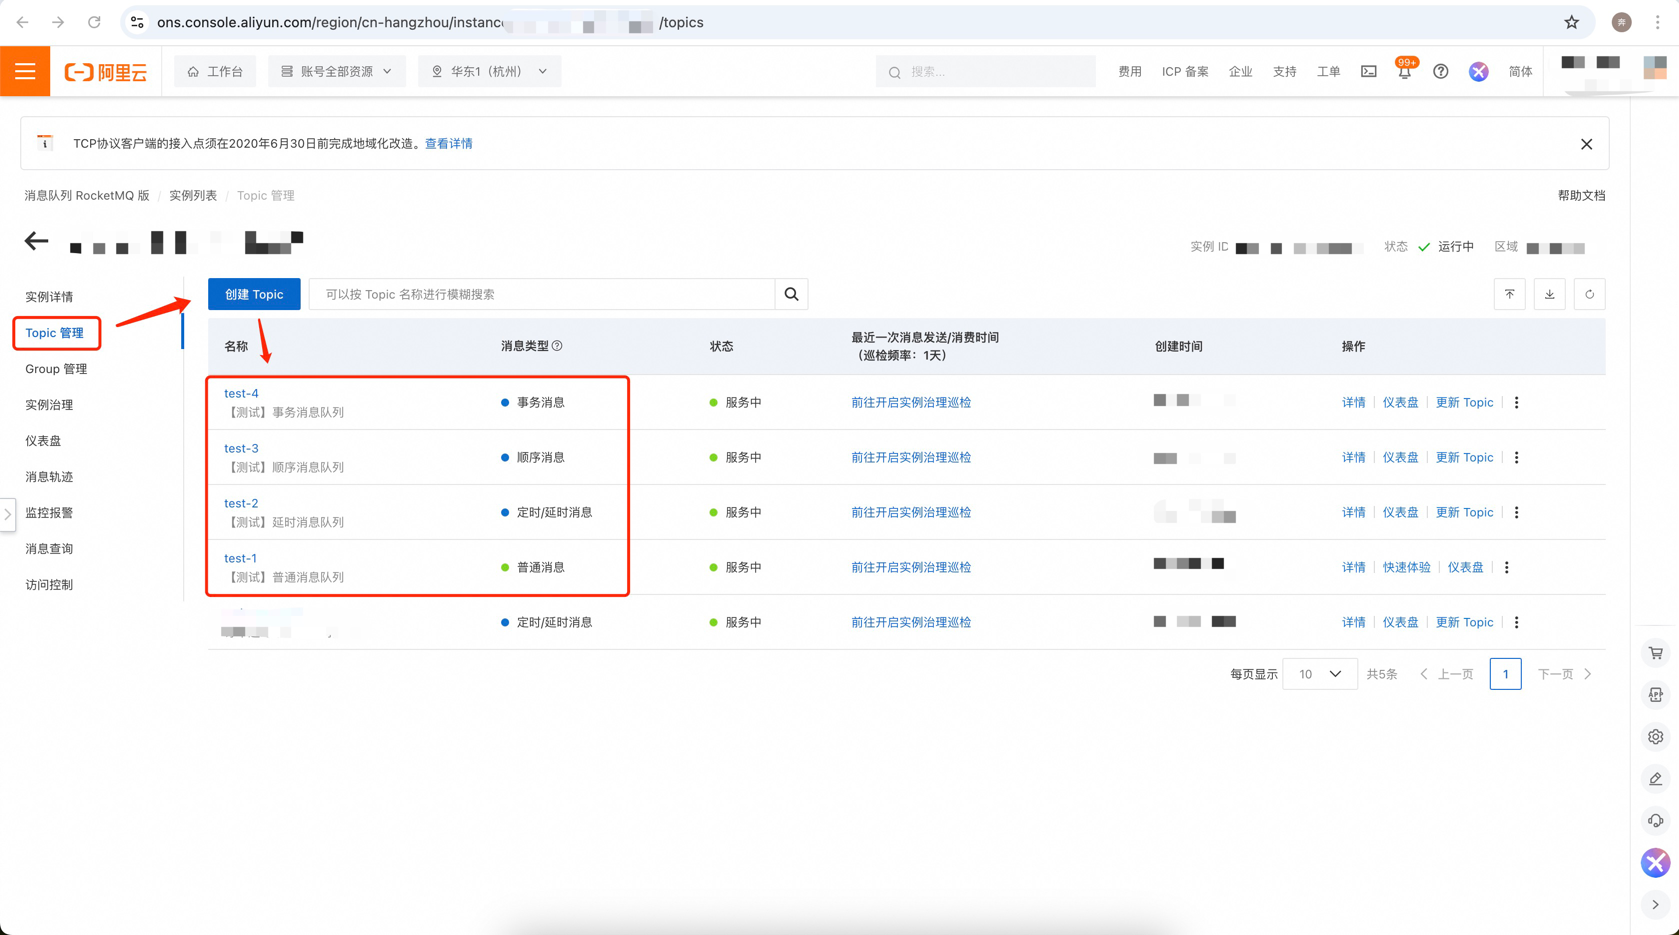 ons.console.aliyun.com/region/cn-hangzhou/instanc /topics
阿里云 工作台 账号全部资源 华东1（杭州） 搜索... 费用 ICP 备案 企业 支持 工单 99+ 简体
TCP协议客户端的接入点须在2020年6月30日前完成地域化改造。查看详情
消息队列 RocketMQ 版 / 实例列表 / Topic 管理 帮助文档
实例 ID 状态 运行中 区域
实例详情
Topic 管理
Group 管理
实例治理
仪表盘
消息轨迹
监控报警
消息查询
访问控制
创建 Topic 可以按 Topic 名称进行模糊搜索
名称 消息类型 状态 最近一次消息发送/消费时间 创建时间 操作
（巡检频率：1天）
test-4
【测试】事务消息队列 事务消息 服务中 前往开启实例治理巡检 详情 仪表盘 更新 Topic
test-3
【测试】顺序消息队列 顺序消息 服务中 前往开启实例治理巡检 详情 仪表盘 更新 Topic
test-2
【测试】延时消息队列 定时/延时消息 服务中 前往开启实例治理巡检 详情 仪表盘 更新 Topic
test-1
【测试】普通消息队列 普通消息 服务中 前往开启实例治理巡检 详情 快速体验 仪表盘
定时/延时消息 服务中 前往开启实例治理巡检 详情 仪表盘 更新 Topic
每页显示 10 共5条 上一页 1 下一页